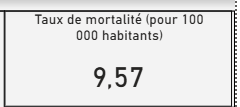 Taux de mortalité (pour 100
000 habitants)
9,57